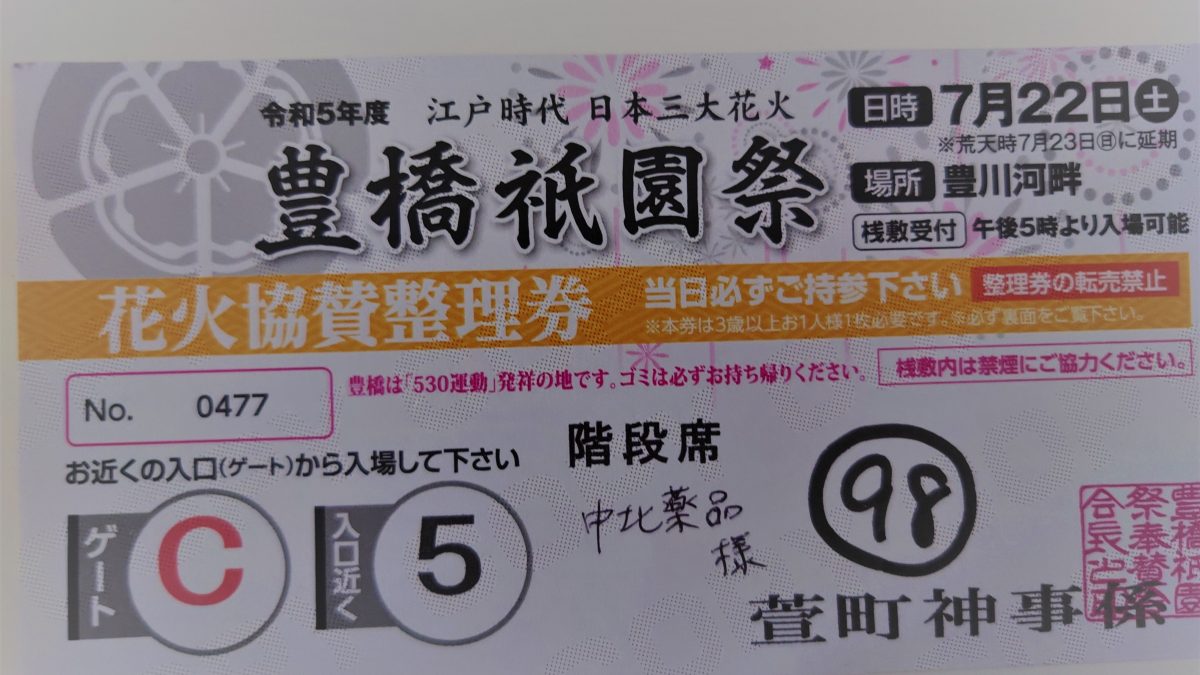 令和5年度 江戸時代 日本三大花火
豊橋祇園祭
日時 7月22日㊏
※荒天時7月23日㊐に延期
場所 豊川河畔
桟敷受付 午後5時より入場可能
花火協賛整理券
当日必ずご持参下さい 整理券の転売禁止
※本券は3歳以上お1人様1枚必要です。※必ず裏面をご覧下さい。
豊橋は「530運動」発祥の地です。ゴミは必ずお持ち帰りください。
桟敷内は禁煙にご協力ください。
No. 0477
お近くの入口(ゲート)から入場して下さい
階段席
98
中北薬品
様
ゲート C
入口近く 5
萱町神事係
豊橋祇園
祭奉賛
会長之